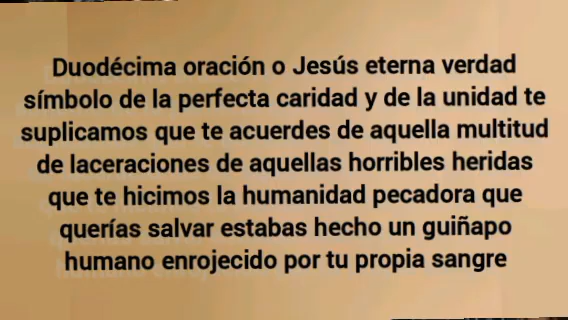 Duodécima oración o Jesús eterna verdad
símbolo de la perfecta caridad y de la unidad te
suplicamos que te acuerdes de aquella multitud
de laceraciones de aquellas horribles heridas
que te hicimos la humanidad pecadora que
querías salvar estabas hecho un guiñapo
humano enrojecido por tu propia sangre